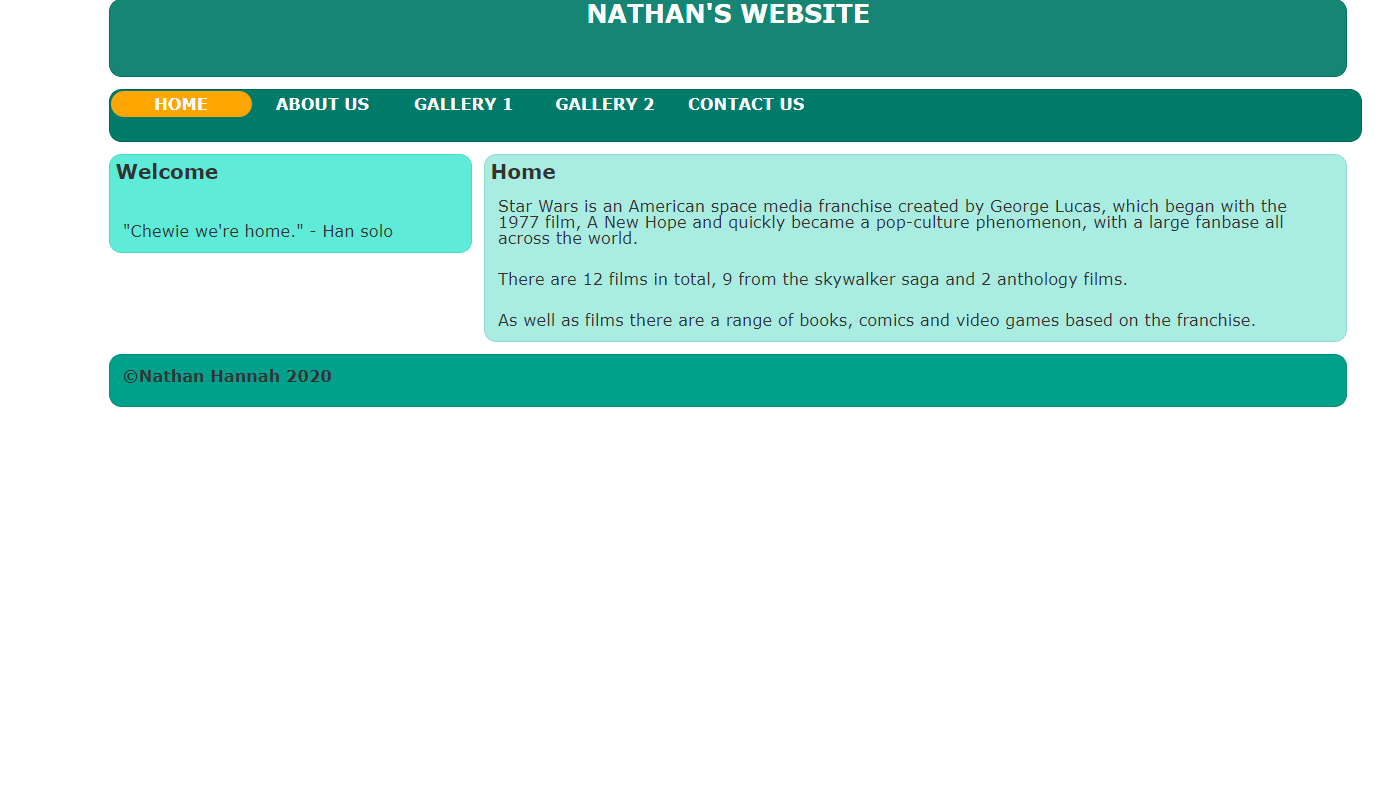 NATHAN'S WEBSITE
HOME ABOUT US GALLERY 1 GALLERY 2 CONTACT US
Welcome
"Chewie we're home." - Han solo
Home
Star Wars is an American space media franchise created by George Lucas, which began with the
1977 film, A New Hope and quickly became a pop-culture phenomenon, with a large fanbase all
across the world.
There are 12 films in total, 9 from the skywalker saga and 2 anthology films.
As well as films there are a range of books, comics and video games based on the franchise.
©Nathan Hannah 2020